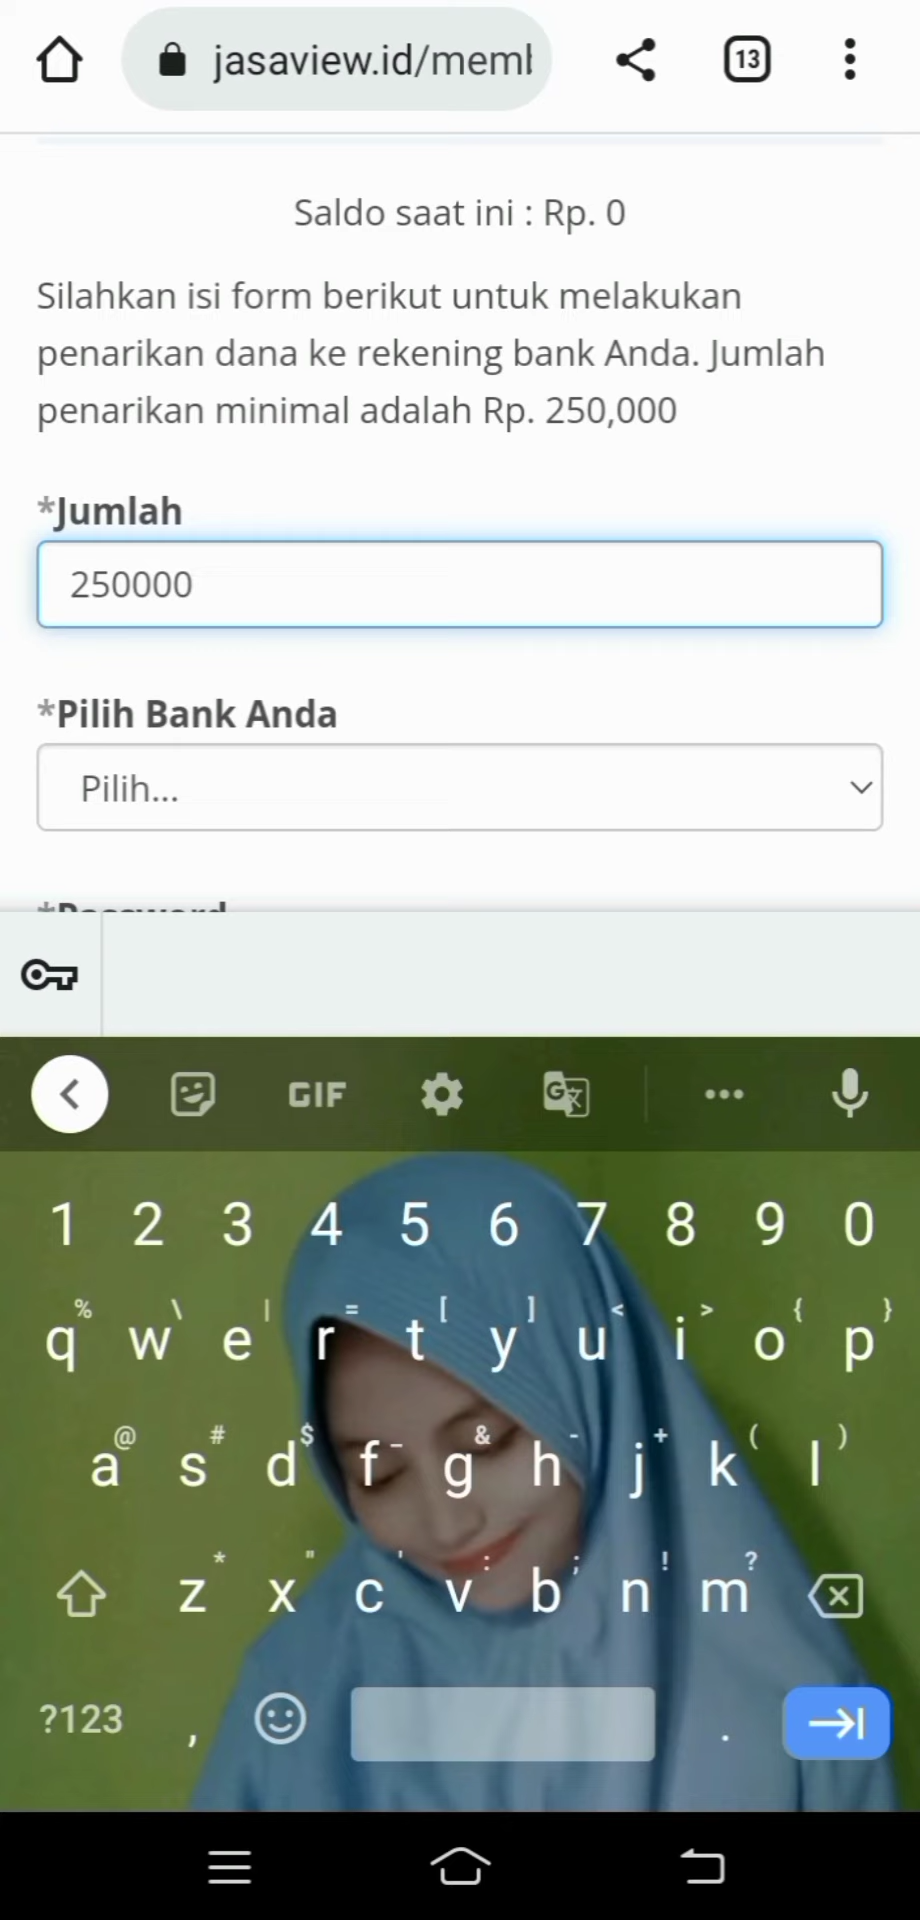 jasaview.id/meml
13
Saldo saat ini : Rp. 0
Silahkan isi form berikut untuk melakukan
penarikan dana ke rekening bank Anda. Jumlah
penarikan minimal adalah Rp. 250,000
*Jumlah
250000
*Pilih Bank Anda
Pilih...
*Password
GIF
1 2 3 4 5 6 7 8 9 0
% \ | = [ ] < > { }
q w e r t y u i o p
@ # $ - & - + ( )
a s d f g h j k l
* " ' : ; ! ?
z x c v b n m
?123 , .